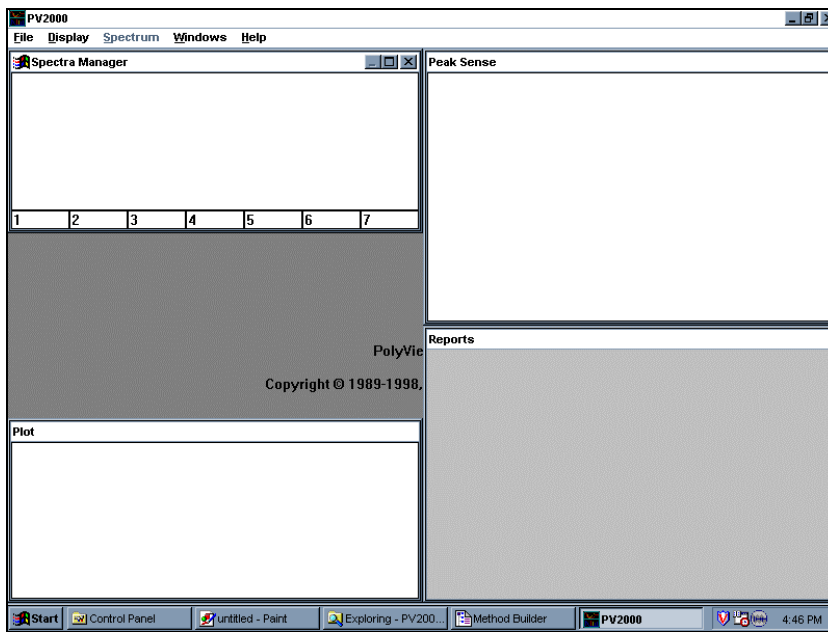 PV2000
File Display Spectrum Windows Help
Spectra Manager
1 2 3 4 5 6 7
Peak Sense
PolyVie
Copyright © 1989-1998,
Reports
Plot
Start Control Panel untitled - Paint Exploring - PV200... Method Builder PV2000 4:46 PM